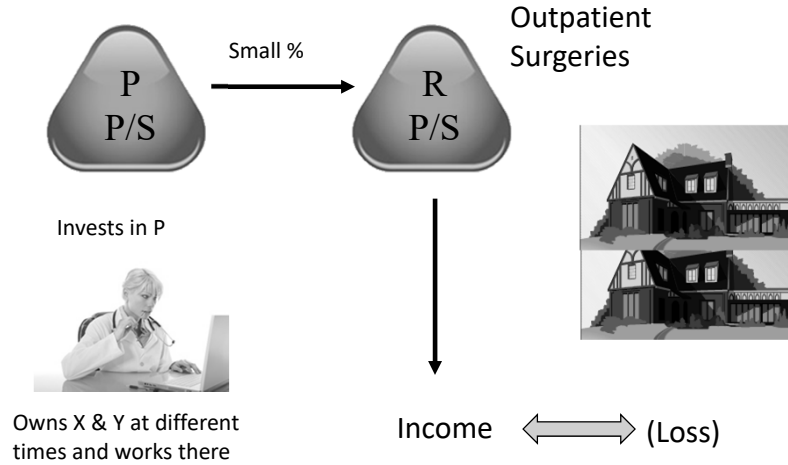 Outpatient
Surgeries
Small %
P
P/S
R
P/S
Invests in P
Owns X & Y at different
times and works there
Income
(Loss)